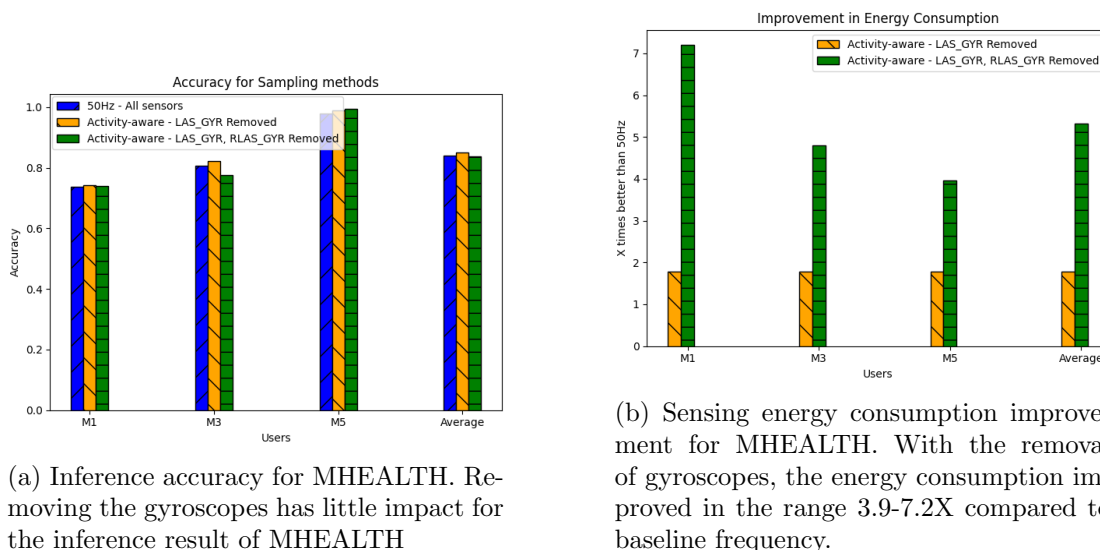 Accuracy for Sampling methods
50Hz - All sensors
Activity-aware - LAS_GYR Removed
Activity-aware - LAS_GYR, RLAS_GYR Removed
1.0
0.8
0.6
0.4
0.2
0.0
Accuracy
M1 M3 M5 Average
Users
(a) Inference accuracy for MHEALTH. Re-
moving the gyroscopes has little impact for
the inference result of MHEALTH
Improvement in Energy Consumption
Activity-aware - LAS_GYR Removed
Activity-aware - LAS_GYR, RLAS_GYR Removed
7
6
5
4
3
2
1
0
X times better than 50Hz
M1 M3 M5 Average
Users
(b) Sensing energy consumption improve
ment for MHEALTH. With the remova
of gyroscopes, the energy consumption im
proved in the range 3.9-7.2X compared to
baseline frequency.